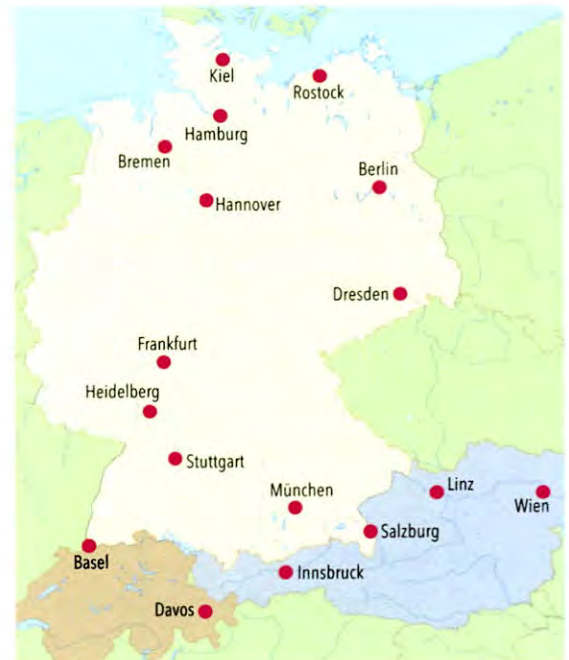 Kiel
Rostock
Hamburg
Bremen
Berlin
Hannover
Dresden
Frankfurt
Heidelberg
Stuttgart
München
Linz
Wien
Salzburg
Basel
Innsbruck
Davos